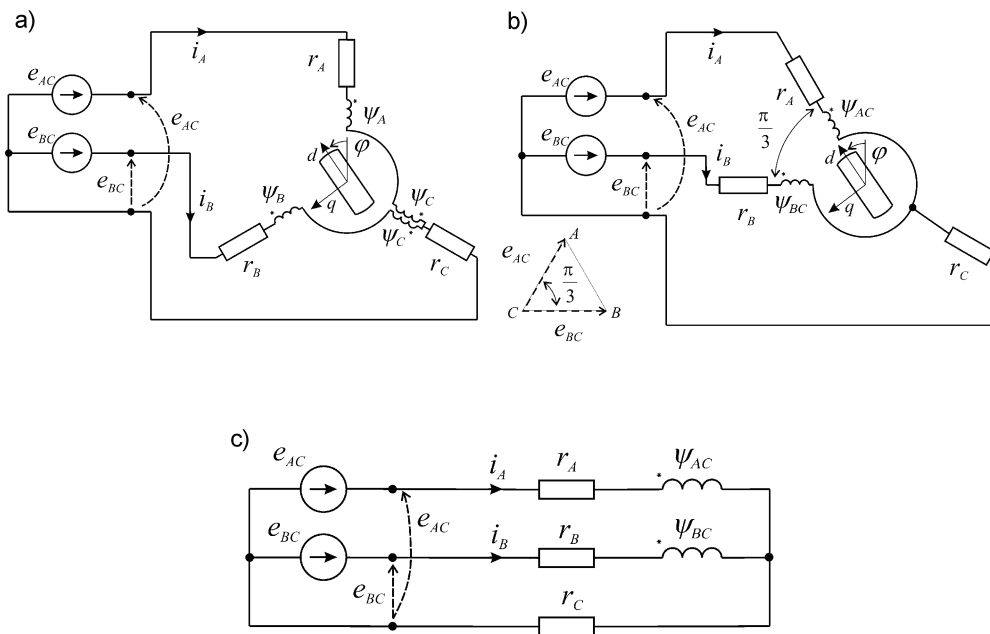 a)
i_A
r_A
e_AC
ψ_A
e_AC
e_BC
d
φ
e_BC
q
i_B
ψ_B
ψ_C
ψ_C
r_B
r_C
b)
i_A
e_AC
r_A
ψ_AC
e_AC
π/3
e_BC
i_B
d
φ
e_BC
q
r_B
ψ_BC
r_C
A
e_AC
π/3
C
B
e_BC
c)
e_AC
i_A
r_A
ψ_AC
e_AC
e_BC
i_B
r_B
ψ_BC
e_BC
r_C